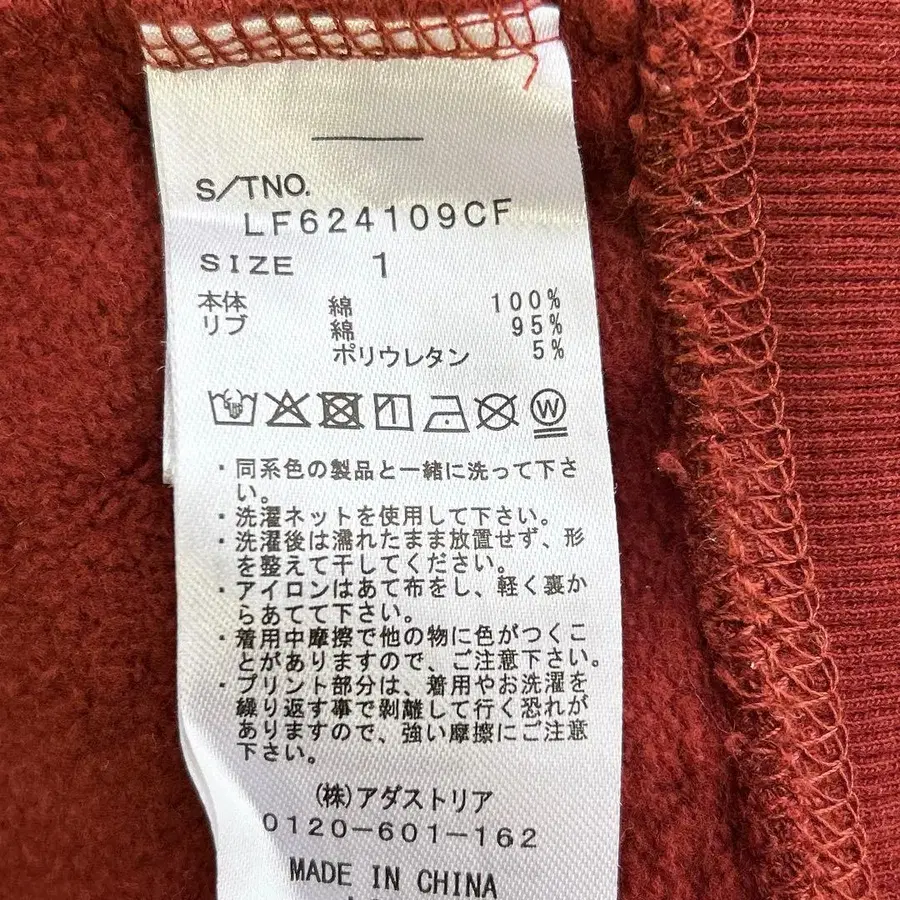 S/TNO.
LF624109CF
SIZE 1
本体 綿 100%
リブ 綿 95%
ポリウレタン 5%
W
・同系色の製品と一緒に洗って下さ
い。
・洗濯ネットを使用して下さい。
・洗濯後は濡れたまま放置せず、形
を整えて干してください。
・アイロンはあて布をし、軽く裏か
らあてて下さい。
・着用中摩擦で他の物に色がつくこ
とがありますので、ご注意下さい。
・プリント部分は、着用やお洗濯を
繰り返す事で剥離して行く恐れが
ありますので、強い摩擦にご注意
下さい。
(株)アダストリア
0120-601-162
MADE IN CHINA